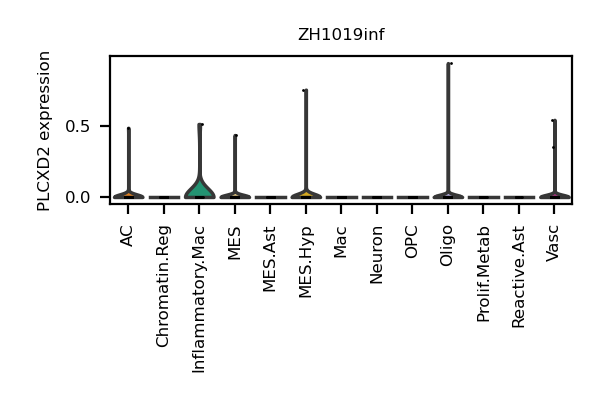 ZH1019inf
PLCXD2 expression
0.5
0.0
AC
Chromatin.Reg
Inflammatory.Mac
MES
MES.Ast
MES.Hyp
Mac
Neuron
OPC
Oligo
Prolif.Metab
Reactive.Ast
Vasc